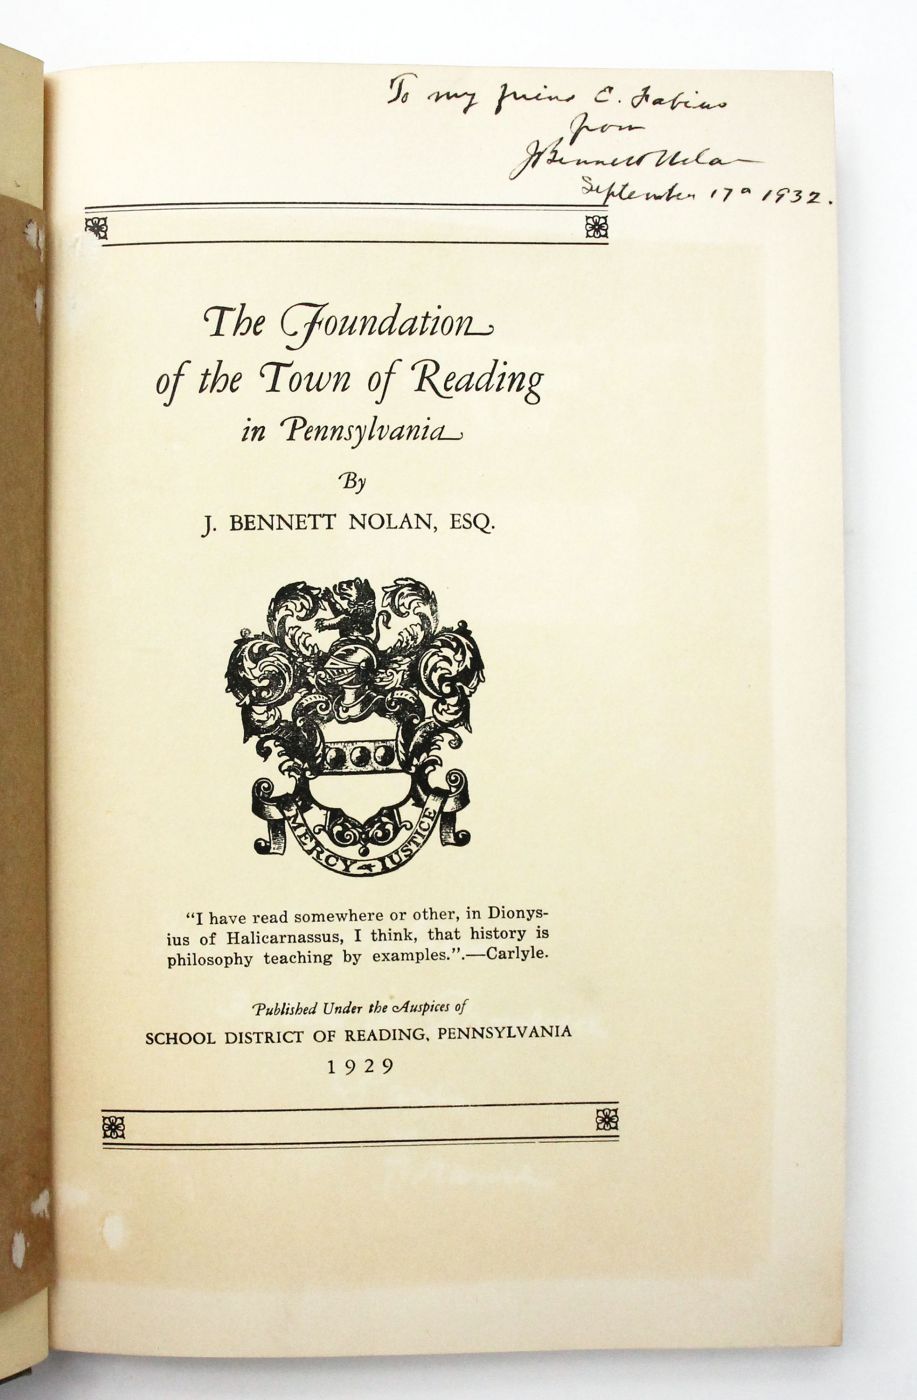 To my friend E. Fabius
from
J Bennett Nolan
September 17th 1932.
The Foundation
of the Town of Reading
in Pennsylvania
By
J. BENNETT NOLAN, ESQ.
MERCY JUSTICE
"I have read somewhere or other, in Dionys-
ius of Halicarnassus, I think, that history is
philosophy teaching by examples.".—Carlyle.
Published Under the Auspices of
SCHOOL DISTRICT OF READING, PENNSYLVANIA
1929